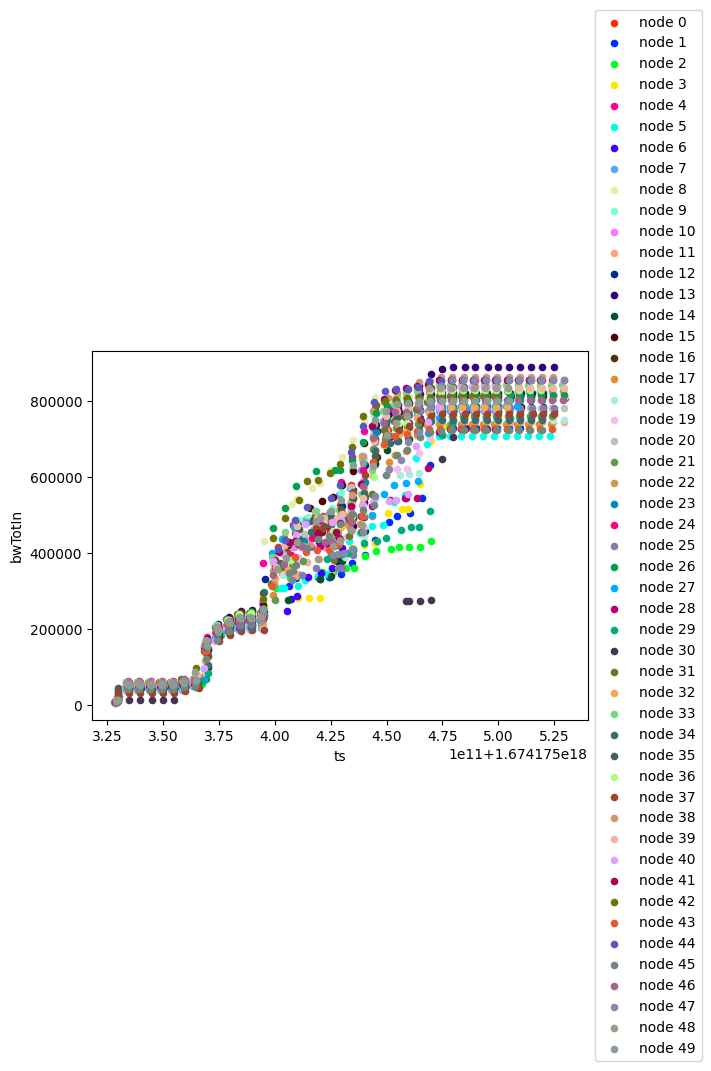 800000
600000
400000
200000
0
bwTotIn
3.25 3.50 3.75 4.00 4.25 4.50 4.75 5.00 5.25
ts
1e11+1.674175e18
node 0
node 1
node 2
node 3
node 4
node 5
node 6
node 7
node 8
node 9
node 10
node 11
node 12
node 13
node 14
node 15
node 16
node 17
node 18
node 19
node 20
node 21
node 22
node 23
node 24
node 25
node 26
node 27
node 28
node 29
node 30
node 31
node 32
node 33
node 34
node 35
node 36
node 37
node 38
node 39
node 40
node 41
node 42
node 43
node 44
node 45
node 46
node 47
node 48
node 49